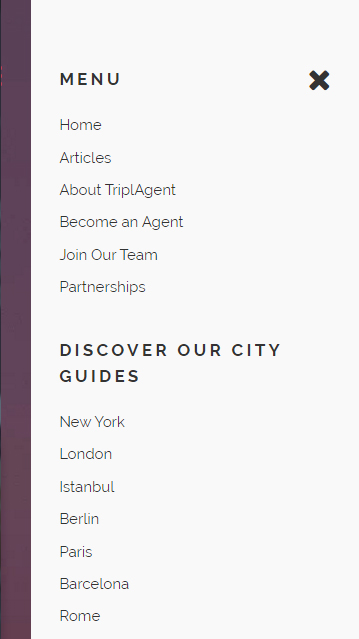 MENU
Home
Articles
About TriplAgent
Become an Agent
Join Our Team
Partnerships
DISCOVER OUR CITY
GUIDES
New York
London
Istanbul
Berlin
Paris
Barcelona
Rome